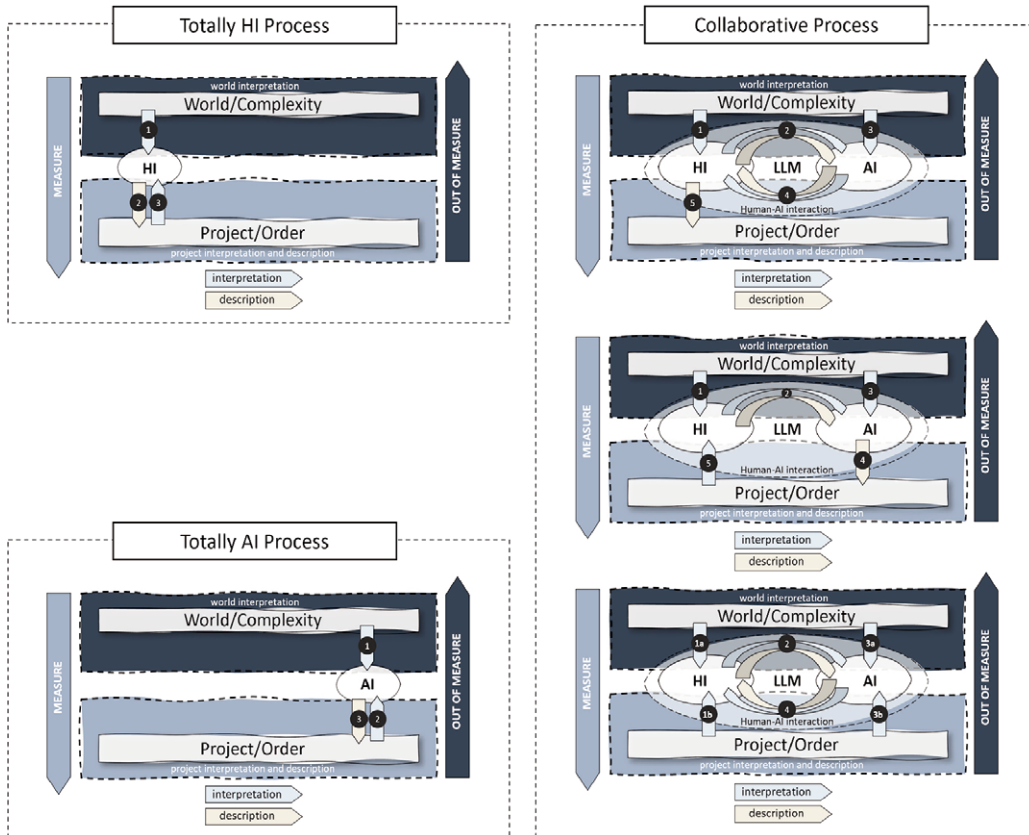 Totally HI Process
world interpretation
World/Complexity
1
HI
2
3
Project/Order
project interpretation and description
MEASURE
OUT OF MEASURE
interpretation
description
Totally AI Process
world interpretation
World/Complexity
1
AI
3
2
Project/Order
project interpretation and description
MEASURE
OUT OF MEASURE
interpretation
description
Collaborative Process
world interpretation
World/Complexity
1
2
3
HI
LLM
AI
4
5
Human-AI interaction
Project/Order
project interpretation and description
MEASURE
OUT OF MEASURE
interpretation
description
world interpretation
World/Complexity
1
2
3
HI
LLM
AI
5
4
Human-AI interaction
Project/Order
project interpretation and description
MEASURE
OUT OF MEASURE
interpretation
description
world interpretation
World/Complexity
1a
2
3a
HI
LLM
AI
4
1b
3b
Human-AI interaction
Project/Order
project interpretation and description
MEASURE
OUT OF MEASURE
interpretation
description